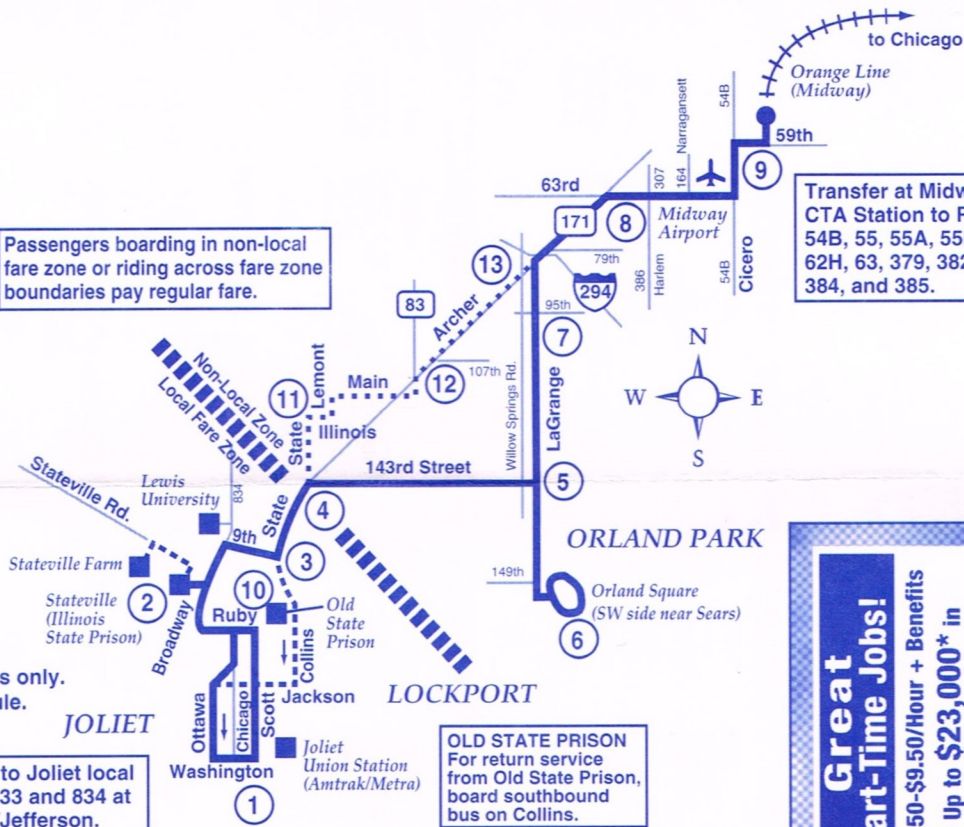 to Chicago
Orange Line
(Midway)
54B
Narragansett
59th
9
63rd
307
164
171
8
Midway
Airport
Transfer at
CTA Station to
54B, 55, 55A,
62H, 63, 379,
384, and 385.
Passengers boarding in non-local
fare zone or riding across fare zone
boundaries pay regular fare.
13
79th
386
Harlem
54B
Cicero
294
83
95th
Archer
7
N
W
E
S
107th
12
Willow Springs Rd.
LaGrange
Non-Local Zone
Local Fare Zone
11
Lemont
Main
State
Illinois
143rd Street
5
Stateville Rd.
Lewis
University
834
State
4
9th
3
ORLAND PARK
Stateville Farm
2
Stateville
(Illinois
State Prison)
10
Ruby
Old
State
Prison
149th
Orland Square
(SW side near Sears)
6
Broadway
Collins
only.
JOLIET
Ottawa
Chicago
Scott
Jackson
LOCKPORT
Joliet
Union Station
(Amtrak/Metra)
Washington
1
to Joliet local
33 and 834 at
Jefferson.
OLD STATE PRISON
For return service
from Old State Prison,
board southbound
bus on Collins.
Great
Jobs!
50-$9.50/Hour + Benefits
Up to $23,000* in